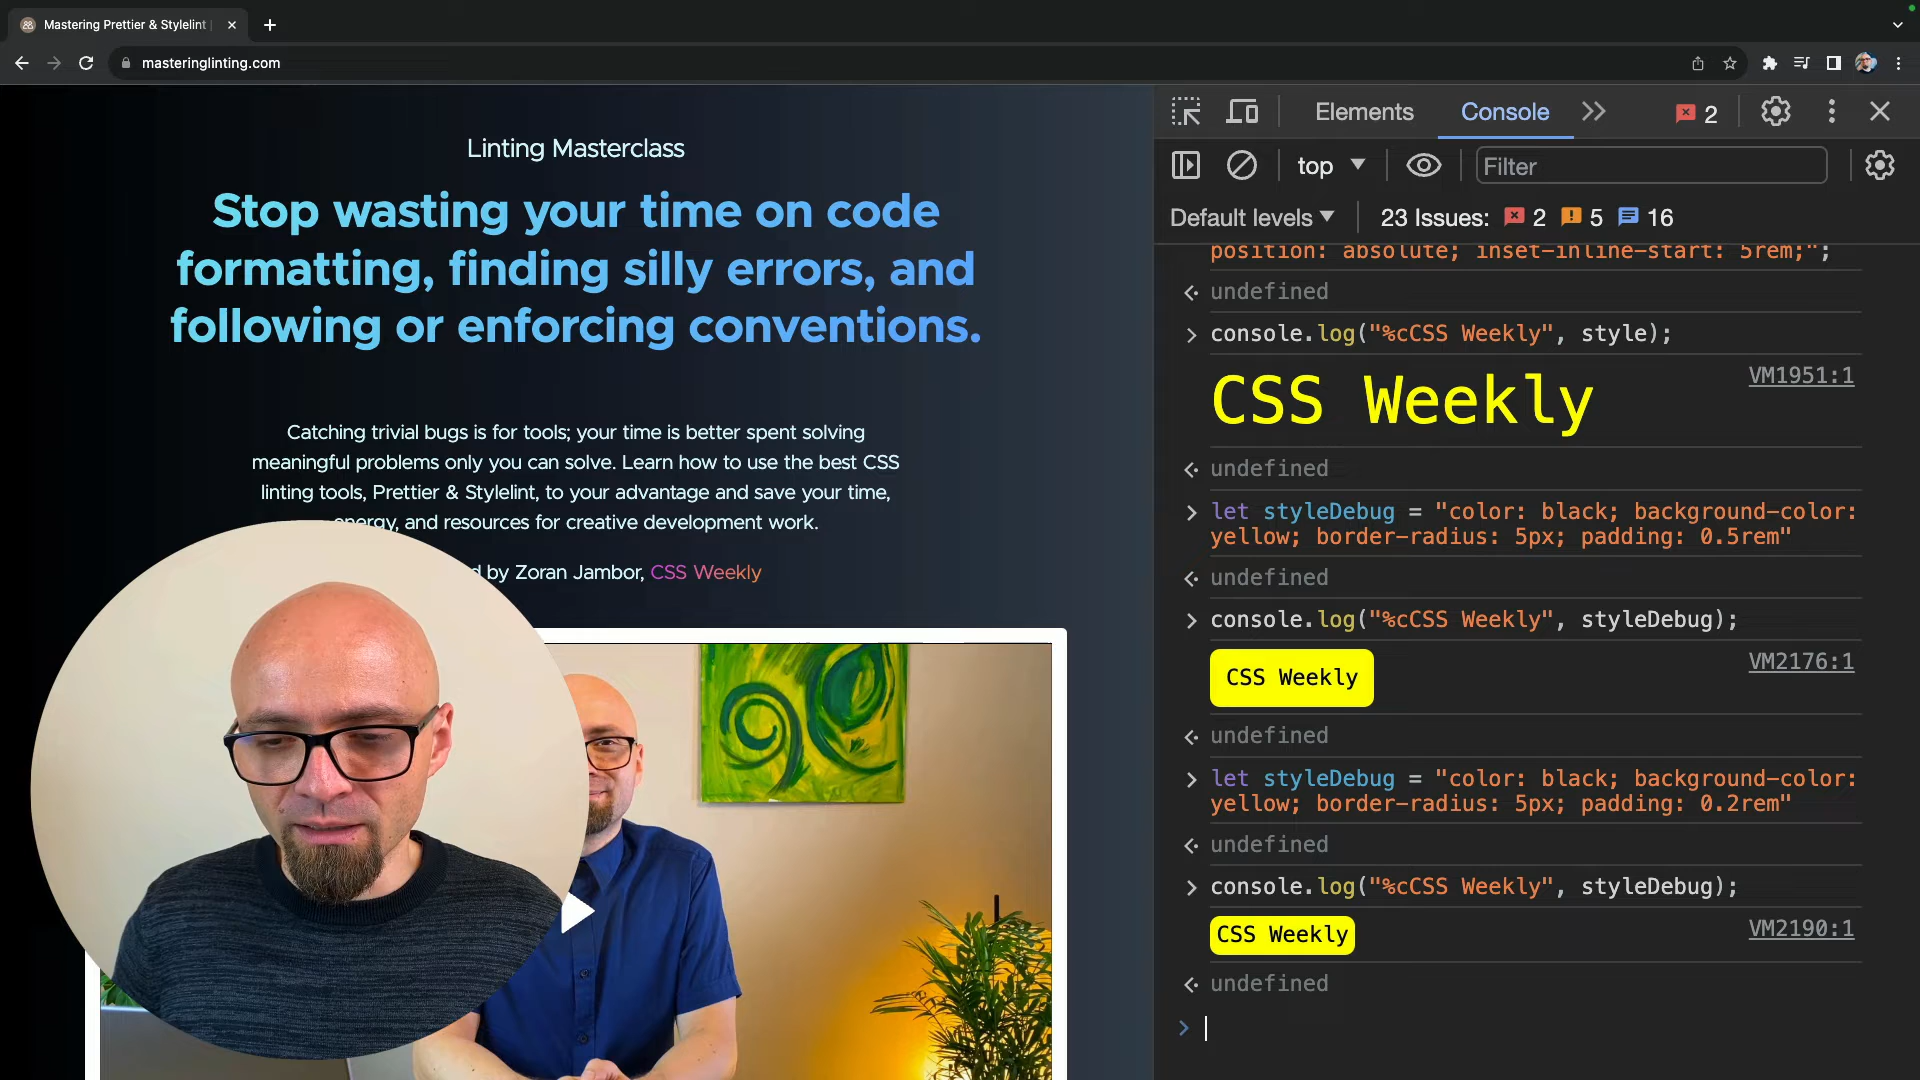 Mastering Prettier & Stylelint |
masteringlinting.com
Linting Masterclass
Stop wasting your time on code
formatting, finding silly errors, and
following or enforcing conventions.
Catching trivial bugs is for tools; your time is better spent solving
meaningful problems only you can solve. Learn how to use the best CSS
linting tools, Prettier & Stylelint, to your advantage and save your time,
energy, and resources for creative development work.
by Zoran Jambor, CSS Weekly
Elements Console 2
top Filter
Default levels 23 Issues: 2 5 16
position: absolute; inset-inline-start: 5rem;";
undefined
console.log("%cCSS Weekly", style);
CSS Weekly VM1951:1
undefined
let styleDebug = "color: black; background-color:
yellow; border-radius: 5px; padding: 0.5rem"
undefined
console.log("%cCSS Weekly", styleDebug);
CSS Weekly VM2176:1
undefined
let styleDebug = "color: black; background-color:
yellow; border-radius: 5px; padding: 0.2rem"
undefined
console.log("%cCSS Weekly", styleDebug);
CSS Weekly VM2190:1
undefined